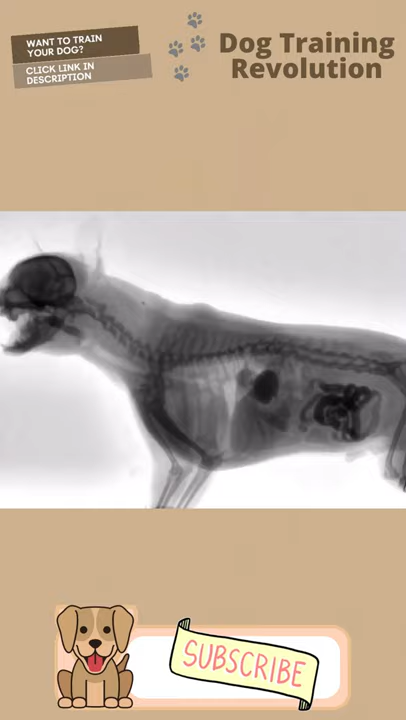 WANT TO TRAIN
YOUR DOG?
CLICK LINK IN
DESCRIPTION
Dog Training
Revolution
SUBSCRIBE